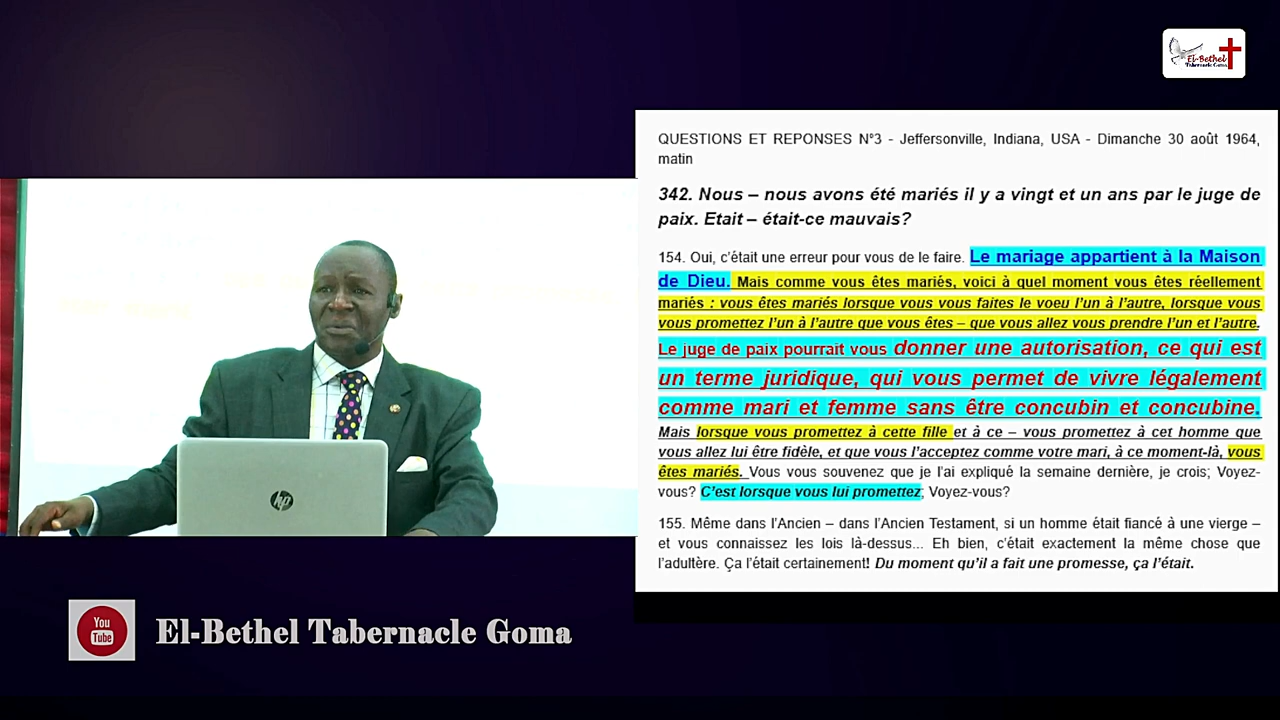 El-Bethel
Tabernacle Goma
QUESTIONS ET REPONSES N°3 - Jeffersonville, Indiana, USA - Dimanche 30 août 1964,
matin
342. Nous – nous avons été mariés il y a vingt et un ans par le juge de
paix. Etait – était-ce mauvais?
154. Oui, c’était une erreur pour vous de le faire. Le mariage appartient à la Maison
de Dieu. Mais comme vous êtes mariés, voici à quel moment vous êtes réellement
mariés : vous êtes mariés lorsque vous vous faites le voeu l’un à l’autre, lorsque vous
vous promettez l’un à l’autre que vous êtes – que vous allez vous prendre l’un et l’autre.
Le juge de paix pourrait vous donner une autorisation, ce qui est
un terme juridique, qui vous permet de vivre légalement
comme mari et femme sans être concubin et concubine.
Mais lorsque vous promettez à cette fille et à ce – vous promettez à cet homme que
vous allez lui être fidèle, et que vous l’acceptez comme votre mari, à ce moment-là, vous
êtes mariés. Vous vous souvenez que je l’ai expliqué la semaine dernière, je crois; Voyez-
vous? C’est lorsque vous lui promettez; Voyez-vous?
155. Même dans l’Ancien – dans l’Ancien Testament, si un homme était fiancé à une vierge –
et vous connaissez les lois là-dessus... Eh bien, c’était exactement la même chose que
l’adultère. Ça l’était certainement! Du moment qu’il a fait une promesse, ça l’était.
hp
You
Tube
El-Bethel Tabernacle Goma